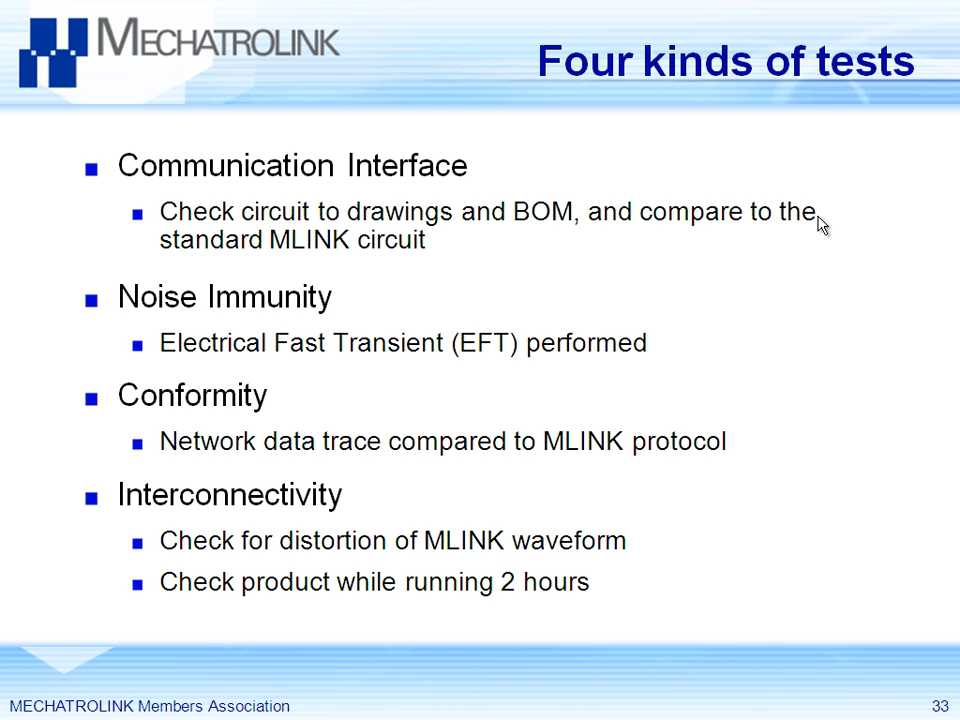 MECHATROLINK
Four kinds of tests
Communication Interface
Check circuit to drawings and BOM, and compare to the
standard MLINK circuit
Noise Immunity
Electrical Fast Transient (EFT) performed
Conformity
Network data trace compared to MLINK protocol
Interconnectivity
Check for distortion of MLINK waveform
Check product while running 2 hours
MECHATROLINK Members Association
33